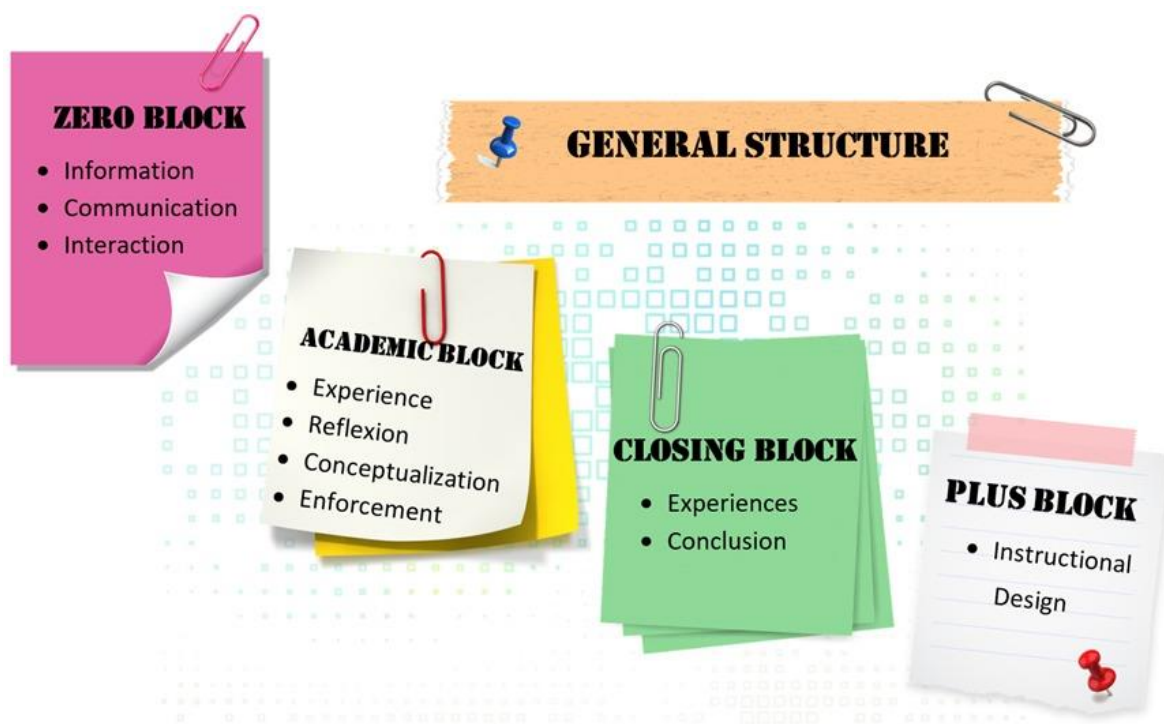 ZERO BLOCK
• Information
• Communication
• Interaction
GENERAL STRUCTURE
ACADEMIC BLOCK
• Experience
• Reflexion
• Conceptualization
• Enforcement
CLOSING BLOCK
• Experiences
• Conclusion
PLUS BLOCK
• Instructional
Design